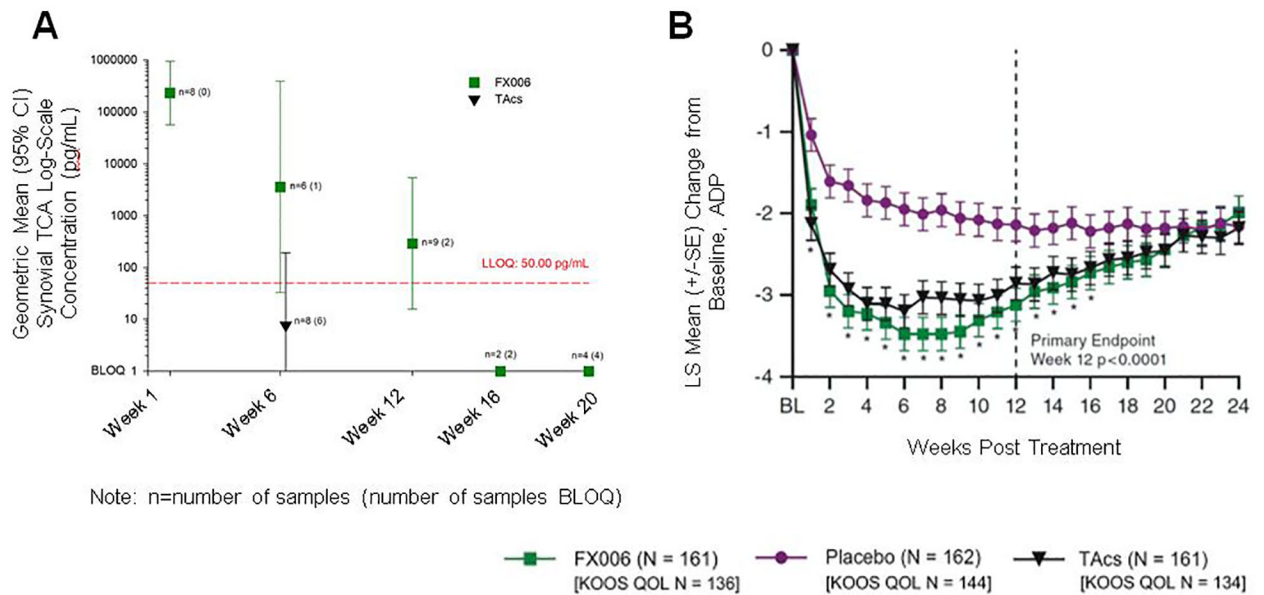 A
Geometric Mean (95% CI)
Synovial TCA Log-Scale
Concentration (pg/mL)
1000000
100000
10000
1000
100
10
BLOQ 1
FX006
TAcs
n=8 (0)
n=6 (1)
n=9 (2)
LLOQ: 50.00 pg/mL
n=8 (6)
n=2 (2)
n=4 (4)
Week 1
Week 6
Week 12
Week 18
Week 20
Note: n=number of samples (number of samples BLOQ)
B
LS Mean (+/-SE) Change from
Baseline, ADP
0
-1
-2
-3
-4
* * * * * * * * * * * * * * * *
Primary Endpoint
Week 12 p<0.0001
BL 2 4 6 8 10 12 14 16 18 20 22 24
Weeks Post Treatment
FX006 (N = 161)
[KOOS QOL N = 136]
Placebo (N = 162)
[KOOS QOL N = 144]
TAcs (N = 161)
[KOOS QOL N = 134]